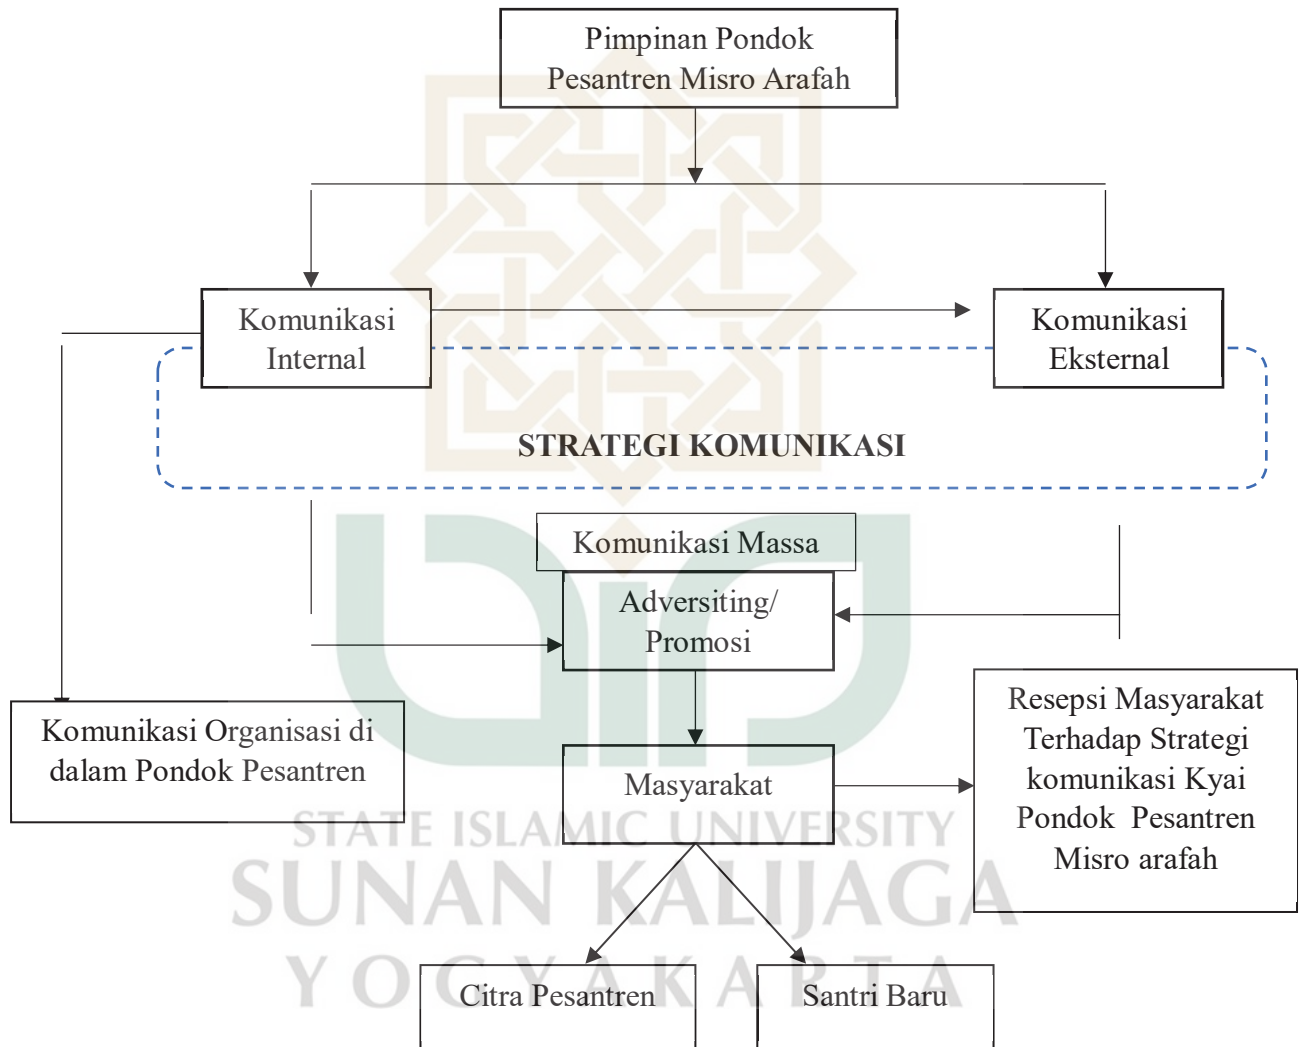 Pimpinan Pondok
Pesantren Misro Arafah
Komunikasi
Internal
Komunikasi
Eksternal
STRATEGI KOMUNIKASI
Komunikasi Massa
Adversiting/
Promosi
Komunikasi Organisasi di
dalam Pondok Pesantren
Masyarakat
Resepsi Masyarakat
Terhadap Strategi
komunikasi Kyai
Pondok Pesantren
Misro arafah
Citra Pesantren
Santri Baru
STATE ISLAMIC UNIVERSITY
SUNAN KALIJAGA
YOGYAKARTA